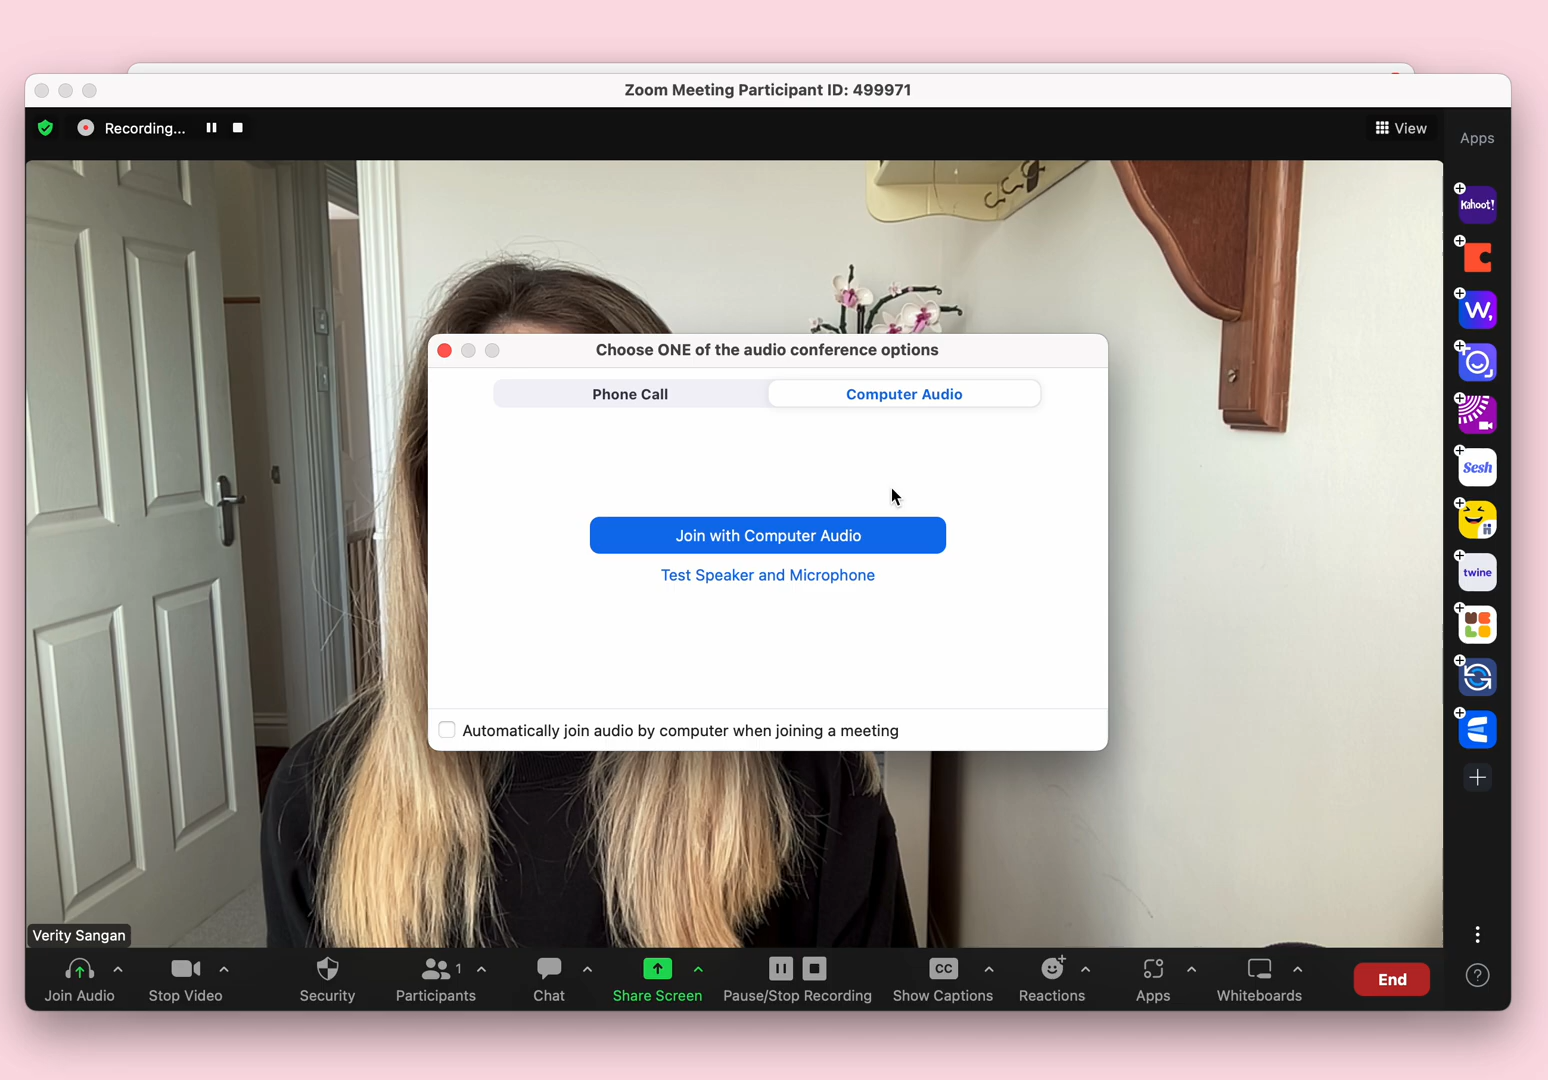 Zoom Meeting Participant ID: 499971
Recording...
View
Apps
Kahoot!
W,
Sesh
twine
Choose ONE of the audio conference options
Phone Call
Computer Audio
Join with Computer Audio
Test Speaker and Microphone
Automatically join audio by computer when joining a meeting
Verity Sangan
Join Audio
Stop Video
Security
1
Participants
Chat
Share Screen
Pause/Stop Recording
CC
Show Captions
Reactions
Apps
Whiteboards
End
?